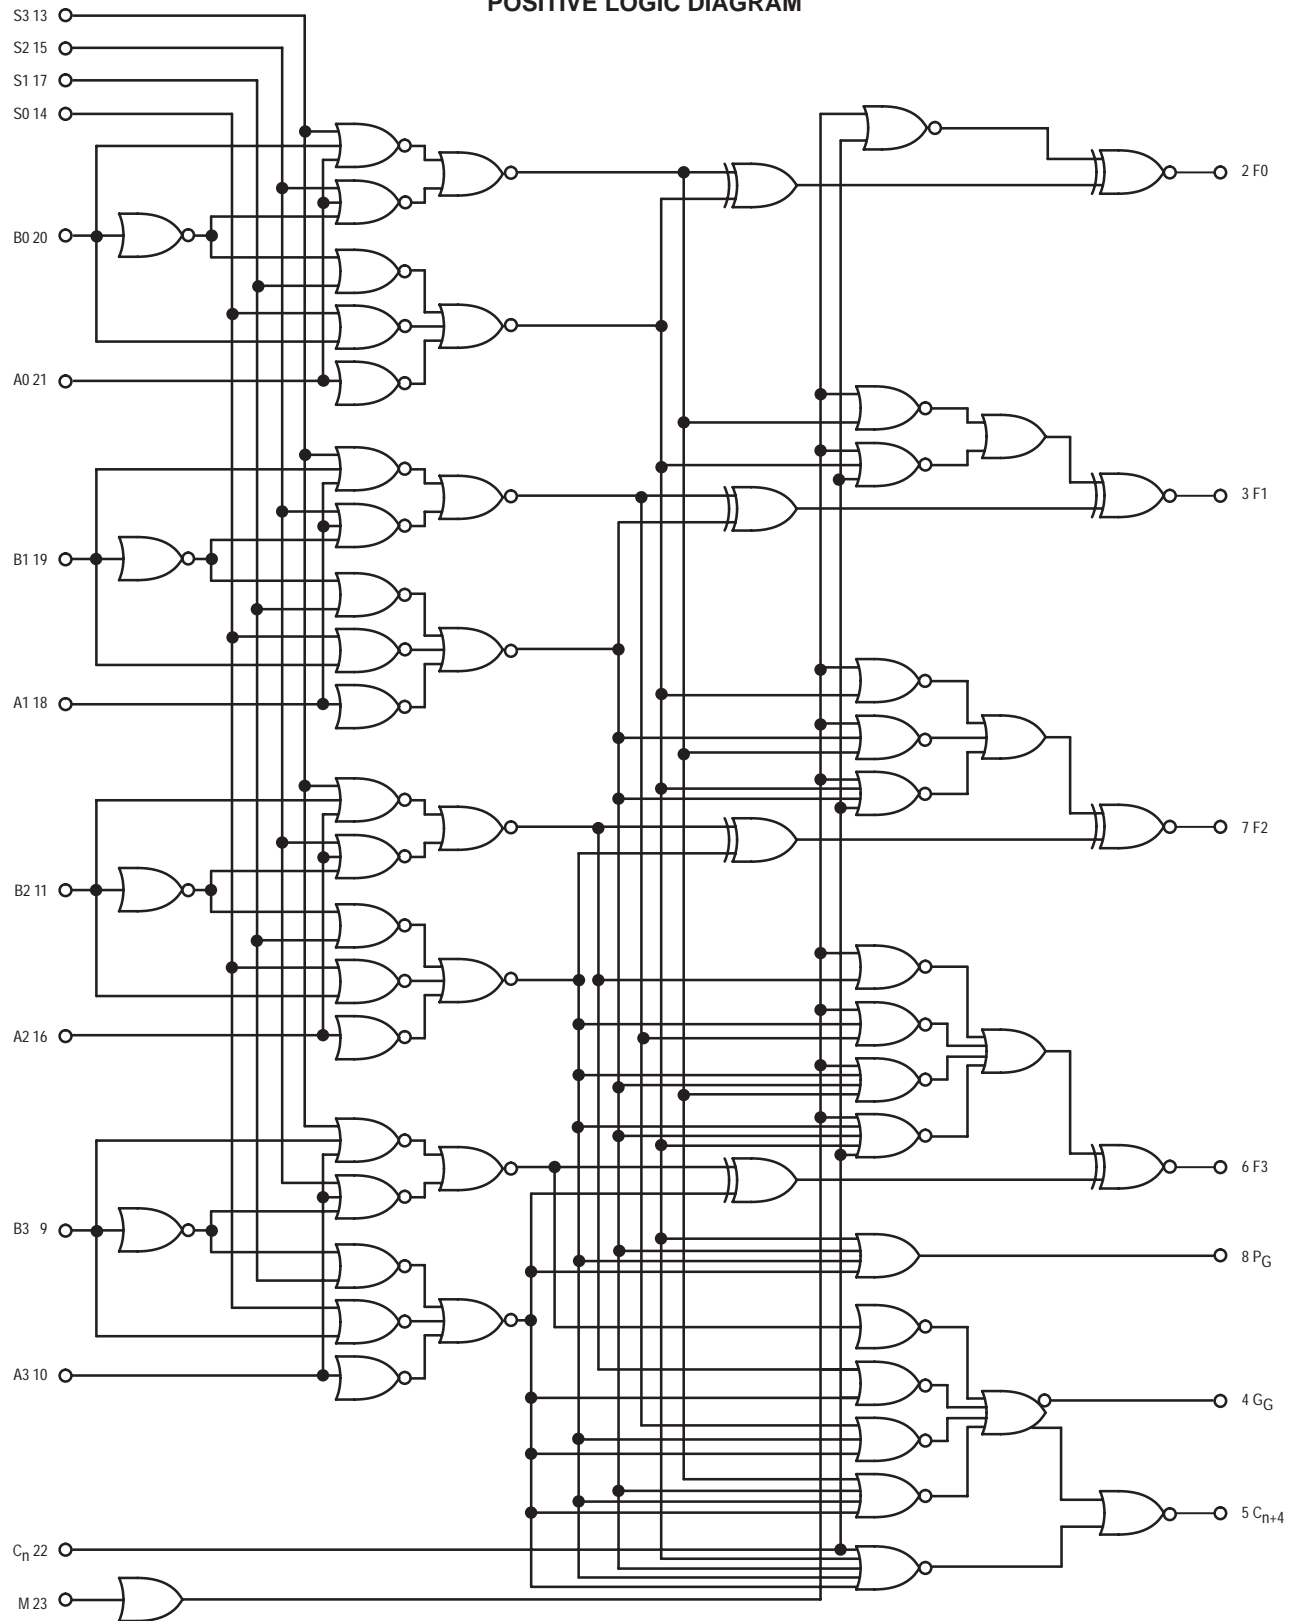 POSITIVE LOGIC DIAGRAM
S3 13
S2 15
S1 17
S0 14
2 F0
B0 20
A0 21
3 F1
B1 19
A1 18
7 F2
B2 11
A2 16
6 F3
B3 9
8 PG
A3 10
4 GG
5 Cn+4
Cn 22
M 23